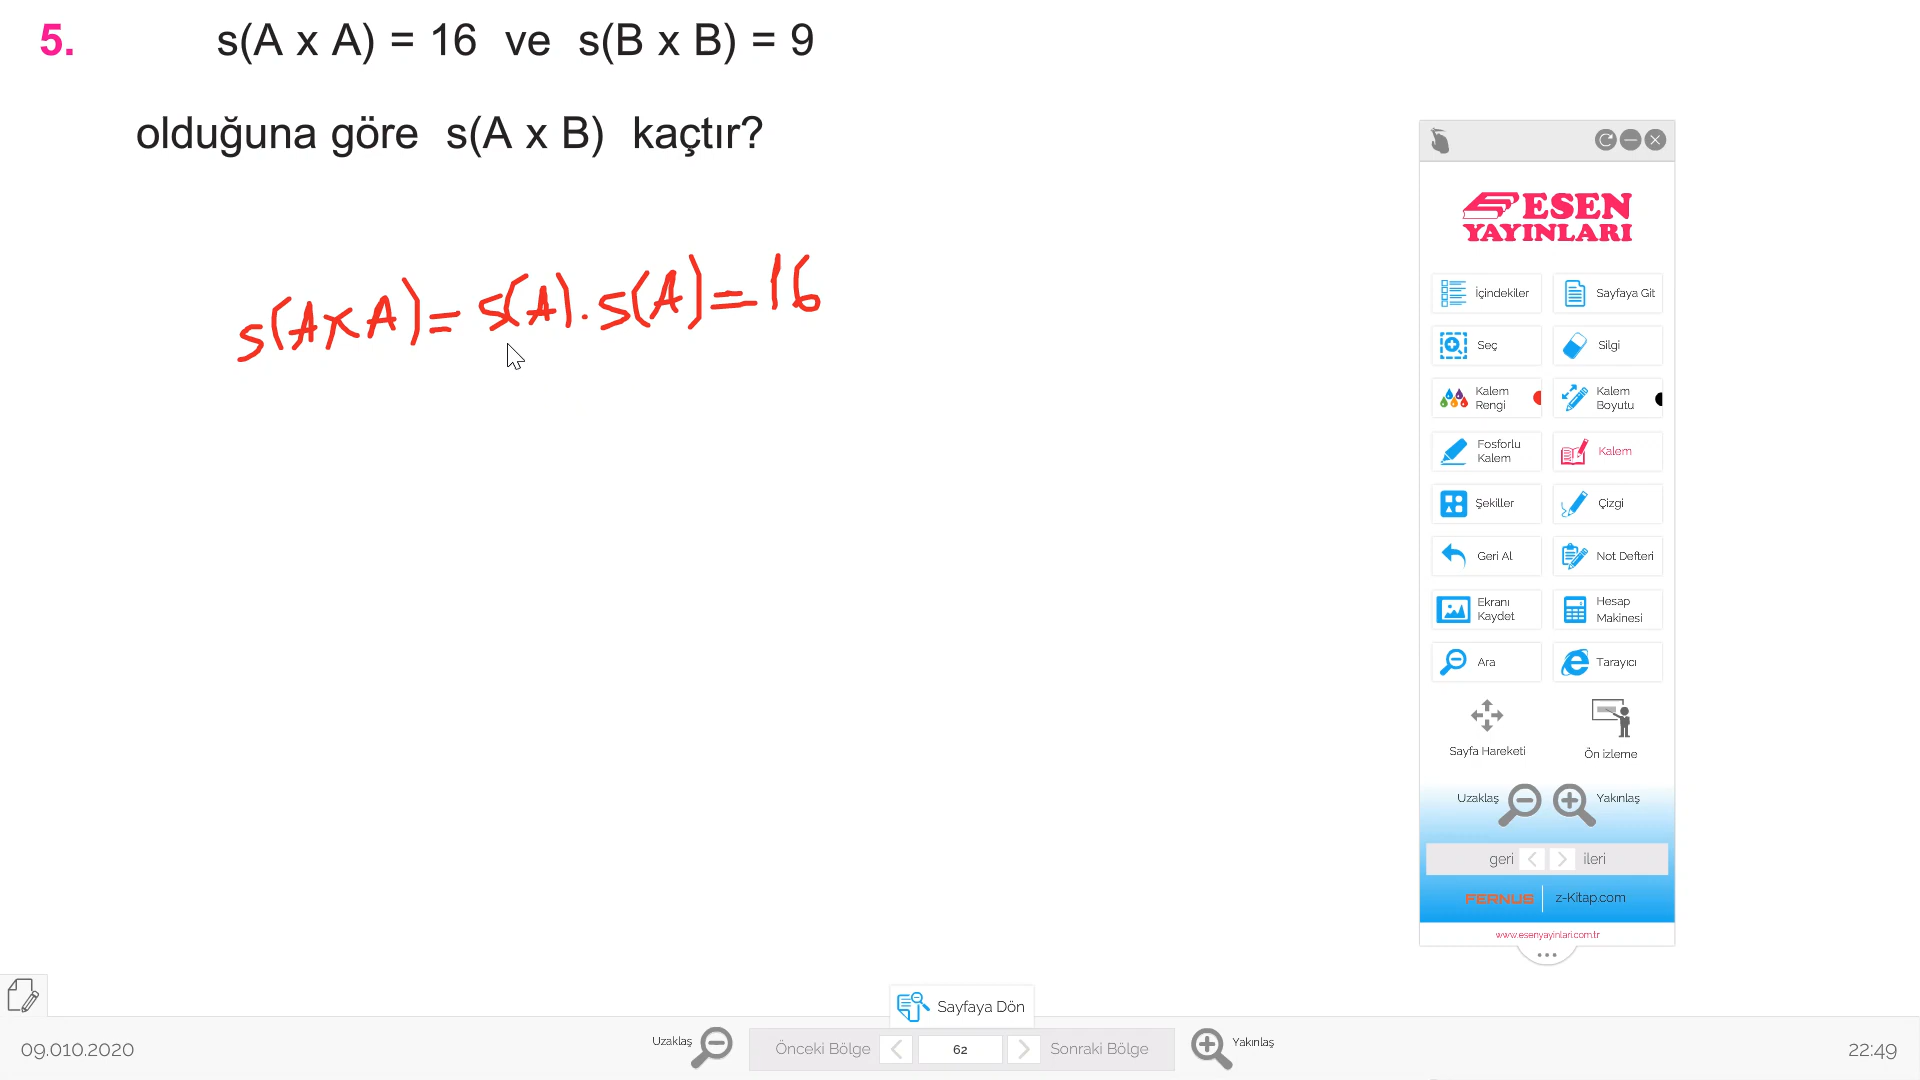 5. s(A x A) = 16 ve s(B x B) = 9
olduğuna göre s(A x B) kaçtır?
s(AxA)=s(A).s(A)=16
ESEN
YAYINLARI
İçindekiler
Sayfaya Git
Seç
Silgi
Kalem
Rengi
Kalem
Boyutu
Fosforlu
Kalem
Kalem
Şekiller
Çizgi
Geri Al
Not Defteri
Ekranı
Kaydet
Hesap
Makinesi
Ara
Tarayıcı
Sayfa Hareketi
Ön izleme
Uzaklaş
Yakınlaş
geri
ileri
FERNUS
z-Kitap.com
www.esenyayinlari.com.tr
Sayfaya Dön
09.010.2020
Uzaklaş
Önceki Bölge
62
Sonraki Bölge
Yakınlaş
22:49